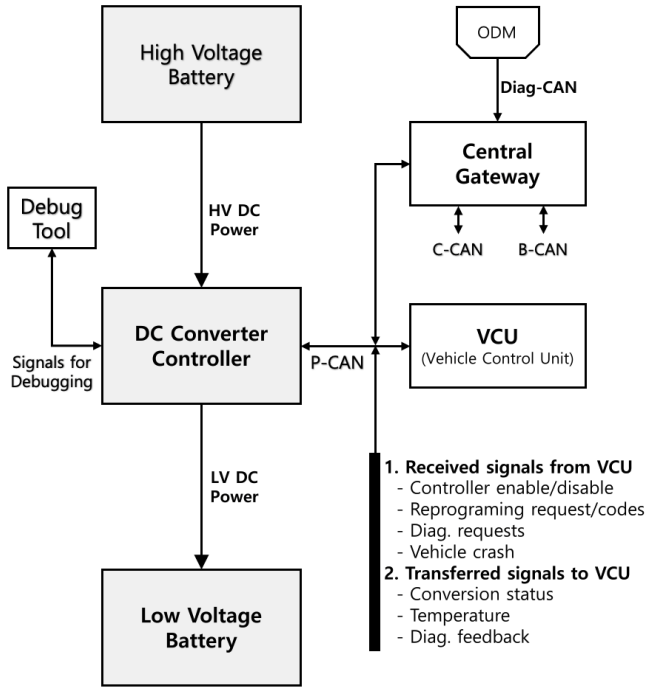 High Voltage
Battery
ODM
Diag-CAN
Central
Gateway
Debug
Tool
HV DC
Power
C-CAN
B-CAN
DC Converter
Controller
VCU
(Vehicle Control Unit)
P-CAN
Signals for
Debugging
LV DC
Power
1. Received signals from VCU
- Controller enable/disable
- Reprograming request/codes
- Diag. requests
- Vehicle crash
2. Transferred signals to VCU
- Conversion status
- Temperature
- Diag. feedback
Low Voltage
Battery